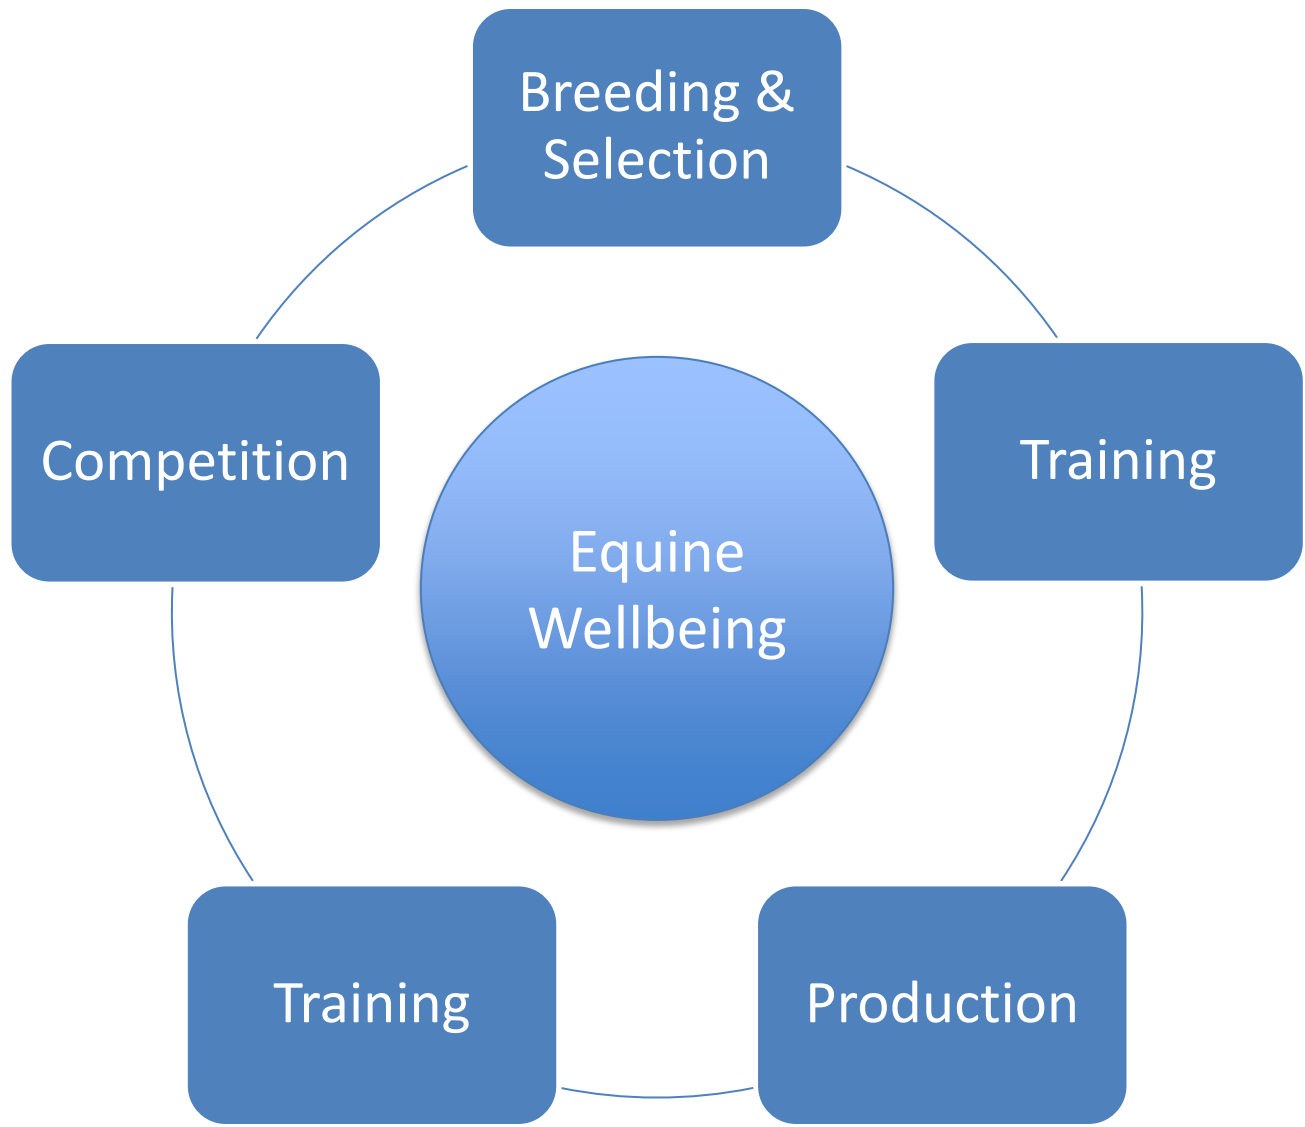 Breeding &
Selection
Competition
Training
Equine
Wellbeing
Training
Production